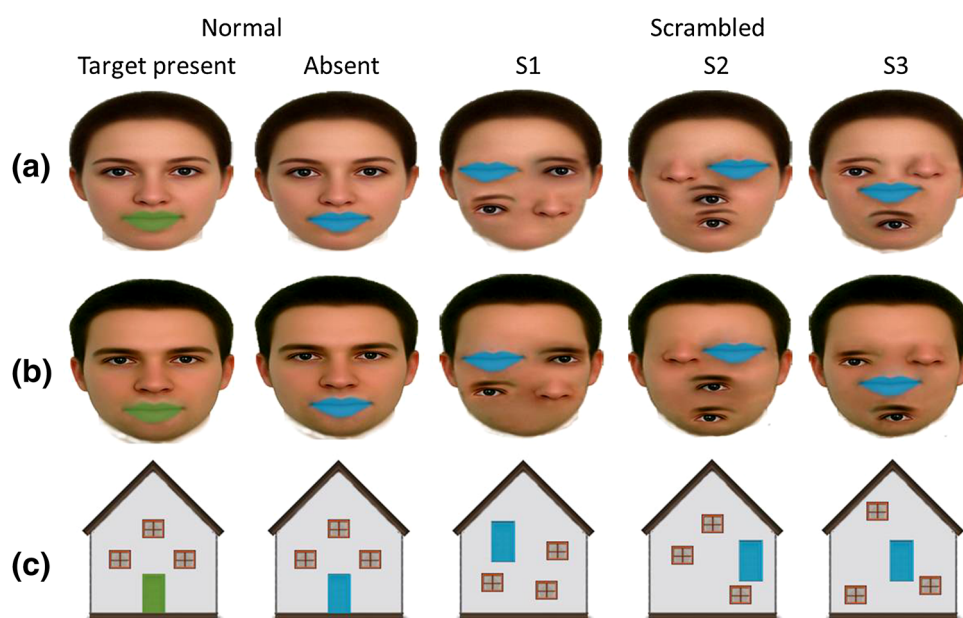 Normal Scrambled
Target present Absent S1 S2 S3
(a)
(b)
(c)